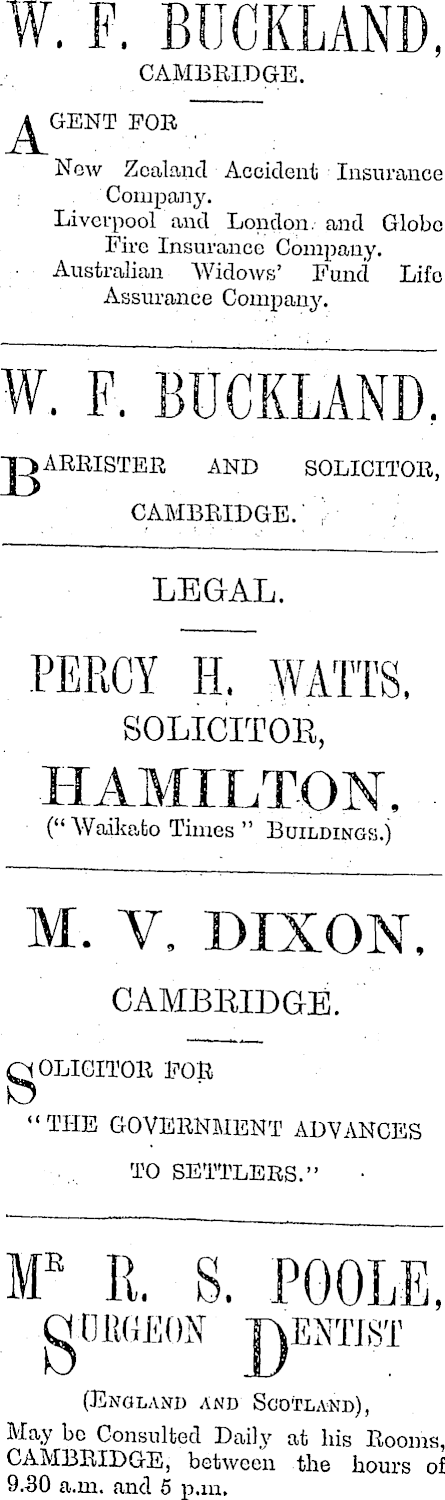 W. F. BUCKLAND,
CAMBRIDGE.
AGENT FOR
New Zealand Accident Insurance
Company.
Liverpool and London and Globe
Fire Insurance Company.
Australian Widows' Fund Life
Assurance Company.
W. F. BUCKLAND.
BARRISTER AND SOLICITOR,
CAMBRIDGE.
LEGAL.
PERCY H. WATTS,
SOLICITOR,
HAMILTON,
("Waikato Times" BUILDINGS.)
M. V. DIXON,
CAMBRIDGE.
SOLICITOR FOR
"THE GOVERNMENT ADVANCES
TO SETTLERS."
MR R. S. POOLE,
SURGEON DENTIST
(ENGLAND AND SCOTLAND),
May be Consulted Daily at his Rooms,
CAMBRIDGE, between the hours of
9.30 a.m. and 5 p.m.